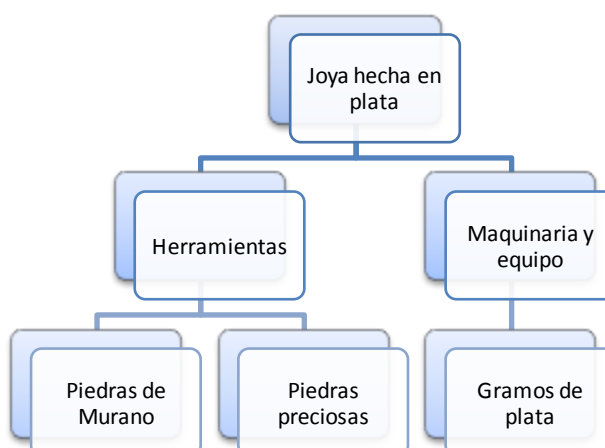 Joya hecha en
plata
Herramientas
Maquinaria y
equipo
Piedras de
Murano
Piedras
preciosas
Gramos de
plata